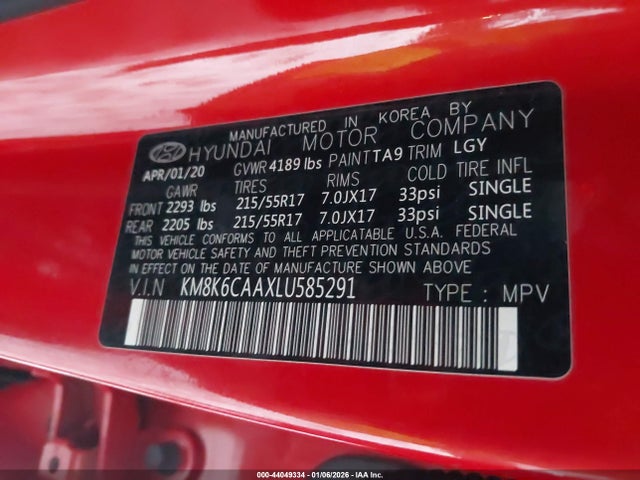 MANUFACTURED IN KOREA BY
HYUNDAI MOTOR COMPANY
APR/01/20 GVWR 4189 lbs PAINT TA9 TRIM LGY
GAWR TIRES RIMS COLD TIRE INFL
FRONT 2293 lbs 215/55R17 7.0JX17 33psi SINGLE
REAR 2205 lbs 215/55R17 7.0JX17 33psi SINGLE
THIS VEHICLE CONFORMS TO ALL APPLICABLE U.S.A. FEDERAL
MOTOR VEHICLE SAFETY AND THEFT PREVENTION STANDARDS
IN EFFECT ON THE DATE OF MANUFACTURE SHOWN ABOVE
V.I.N KM8K6CAAXLU585291 TYPE : MPV
000-44049334 - 01/06/2026 - IAA Inc.